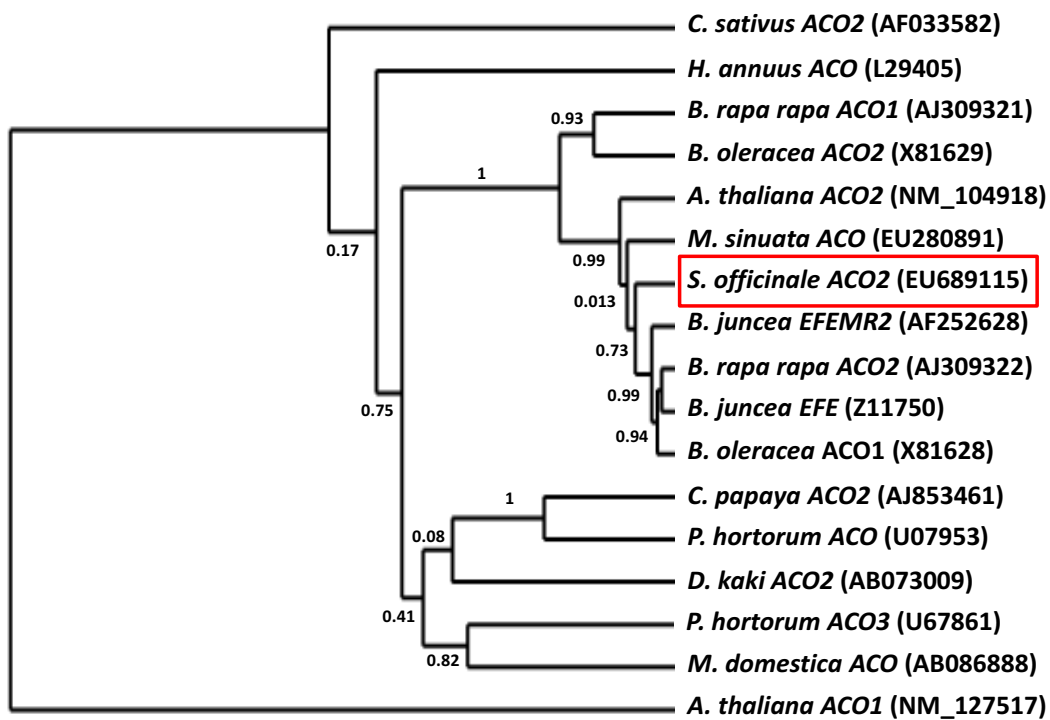 C. sativus ACO2 (AF033582)
H. annuus ACO (L29405)
B. rapa rapa ACO1 (AJ309321)
0.93
B. oleracea ACO2 (X81629)
1
A. thaliana ACO2 (NM_104918)
M. sinuata ACO (EU280891)
0.17
0.99
S. officinale ACO2 (EU689115)
0.013
B. juncea EFEMR2 (AF252628)
0.73
B. rapa rapa ACO2 (AJ309322)
0.99
B. juncea EFE (Z11750)
0.75
0.94
B. oleracea ACO1 (X81628)
C. papaya ACO2 (AJ853461)
1
P. hortorum ACO (U07953)
0.08
D. kaki ACO2 (AB073009)
0.41
P. hortorum ACO3 (U67861)
0.82
M. domestica ACO (AB086888)
A. thaliana ACO1 (NM_127517)